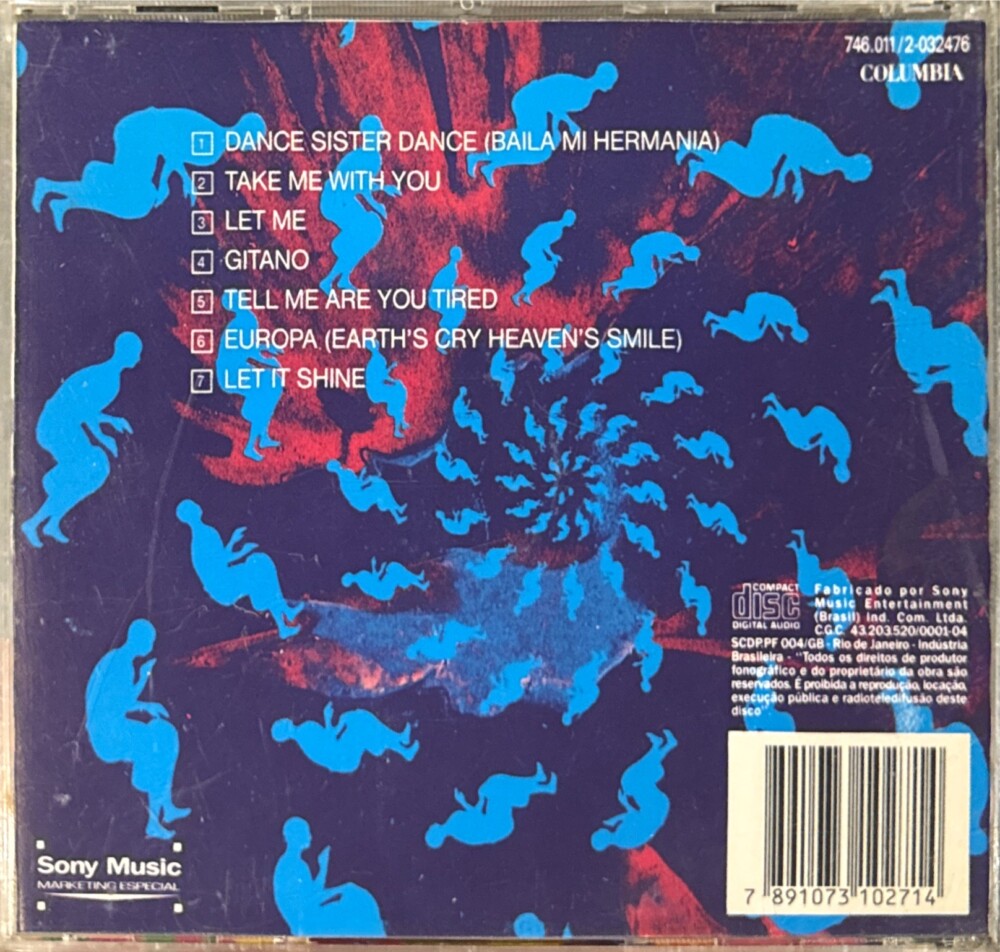 746.011/2-032476
COLUMBIA
1 DANCE SISTER DANCE (BAILA MI HERMANIA)
2 TAKE ME WITH YOU
3 LET ME
4 GITANO
5 TELL ME ARE YOU TIRED
6 EUROPA (EARTH'S CRY HEAVEN'S SMILE)
7 LET IT SHINE
COMPACT
disc
DIGITAL AUDIO
Fabricado por Sony
Music Entertainment
(Brasil) Ind. Com. Ltda.
C.G.C. 43.203.520/0001-04
SCDP.PF 004/GB - Rio de Janeiro - Indústria
Brasileira - "Todos os direitos de produtor
fonográfico e do proprietário da obra são
reservados. É proibida a reprodução, locação,
execução pública e radioteledifusão deste
disco"
Sony Music
MARKETING ESPECIAL
7 891073 102714